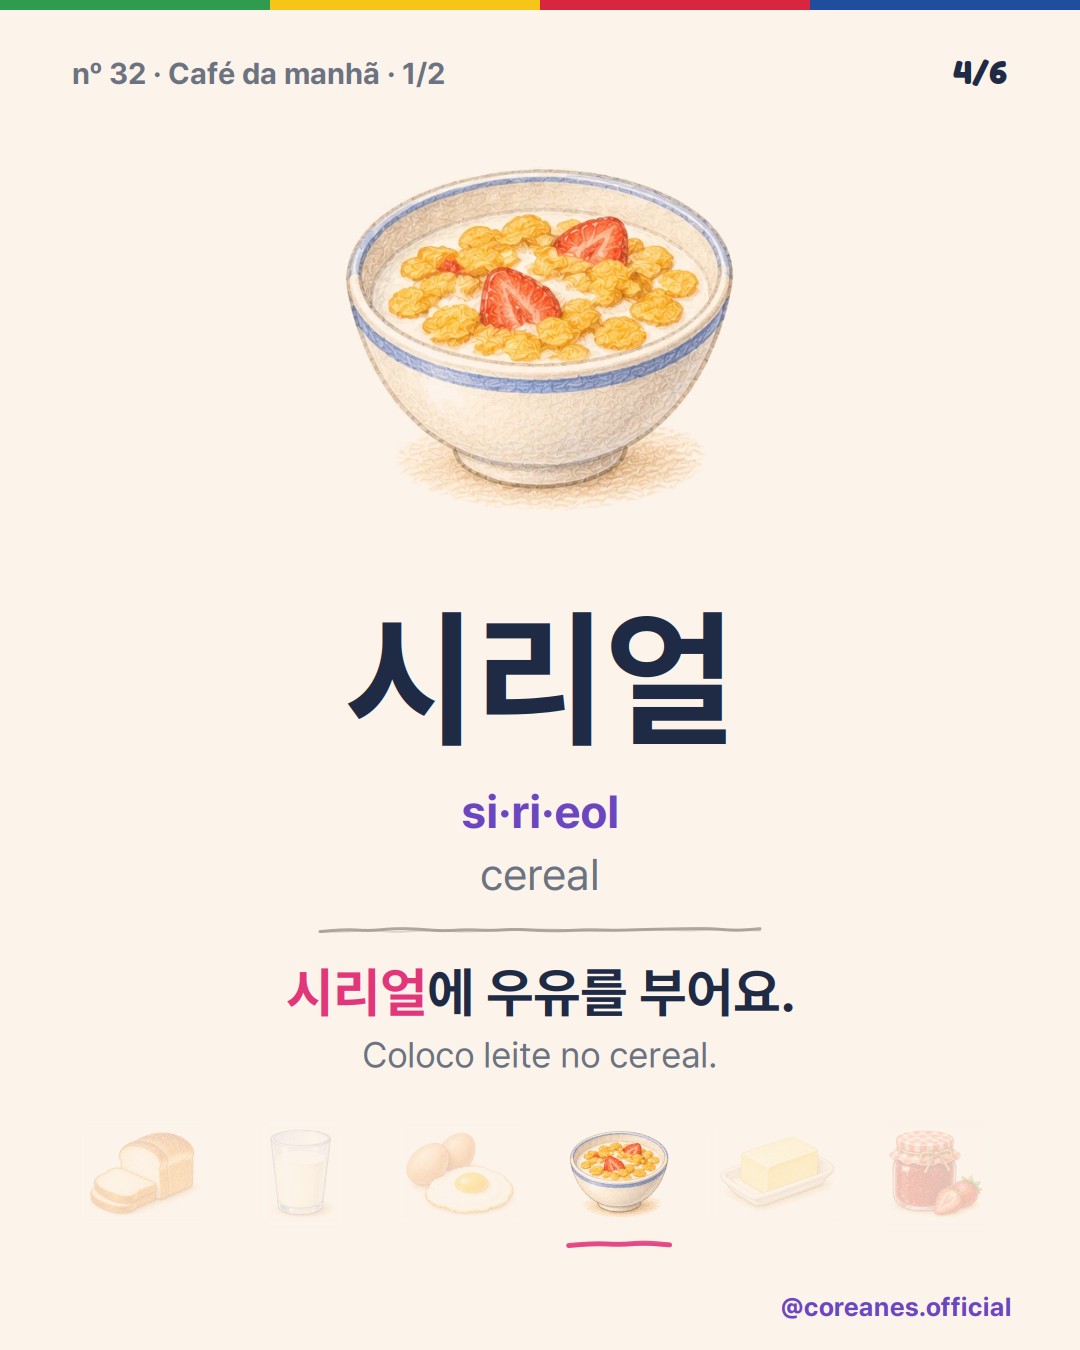 nº 32 · Café da manhã · 1/2
4/6
시리얼
si·ri·eol
cereal
시리얼에 우유를 부어요.
Coloco leite no cereal.
@coreanes.official